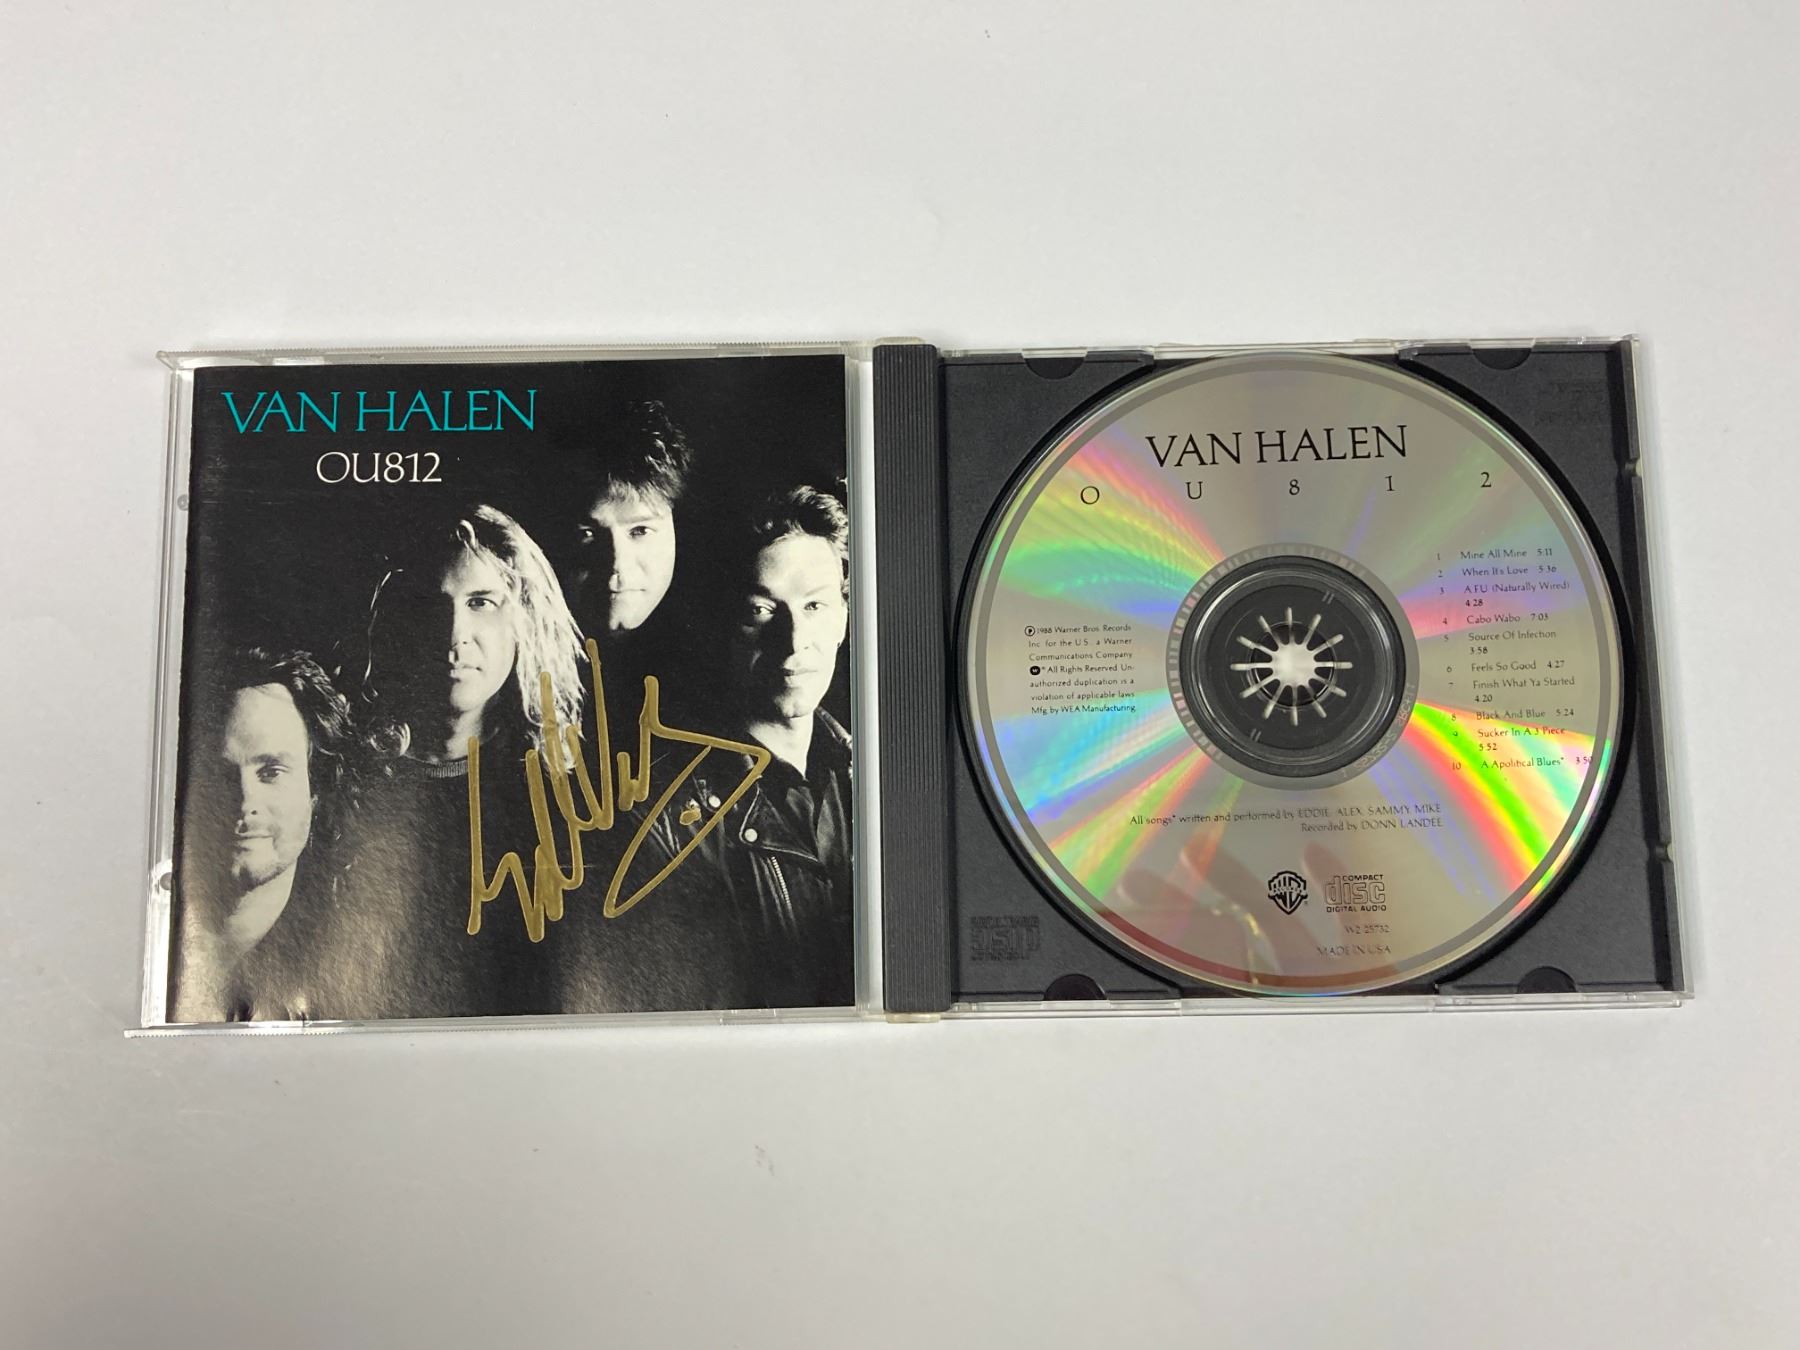 VAN HALEN
OU812
VAN HALEN
O U 8 1 2
1 Mine All Mine 5:11
2 When It's Love 5:36
3 A.F.U. (Naturally Wired)
4:28
4 Cabo Wabo 7:03
5 Source Of Infection
3:58
6 Feels So Good 4:27
7 Finish What Ya Started
4:20
8 Black And Blue 5:24
9 Sucker In A 3 Piece
5:52
10 A Apolitical Blues* 3:50
℗ 1988 Warner Bros. Records
Inc. for the U.S., a Warner
Communications Company.
® All Rights Reserved. Un-
authorized duplication is a
violation of applicable laws.
Mfg. by WEA Manufacturing.
All songs* written and performed by EDDIE, ALEX, SAMMY, MIKE
Recorded by DONN LANDEE
COMPACT
disc
DIGITAL AUDIO
W2 25732
MADE IN USA